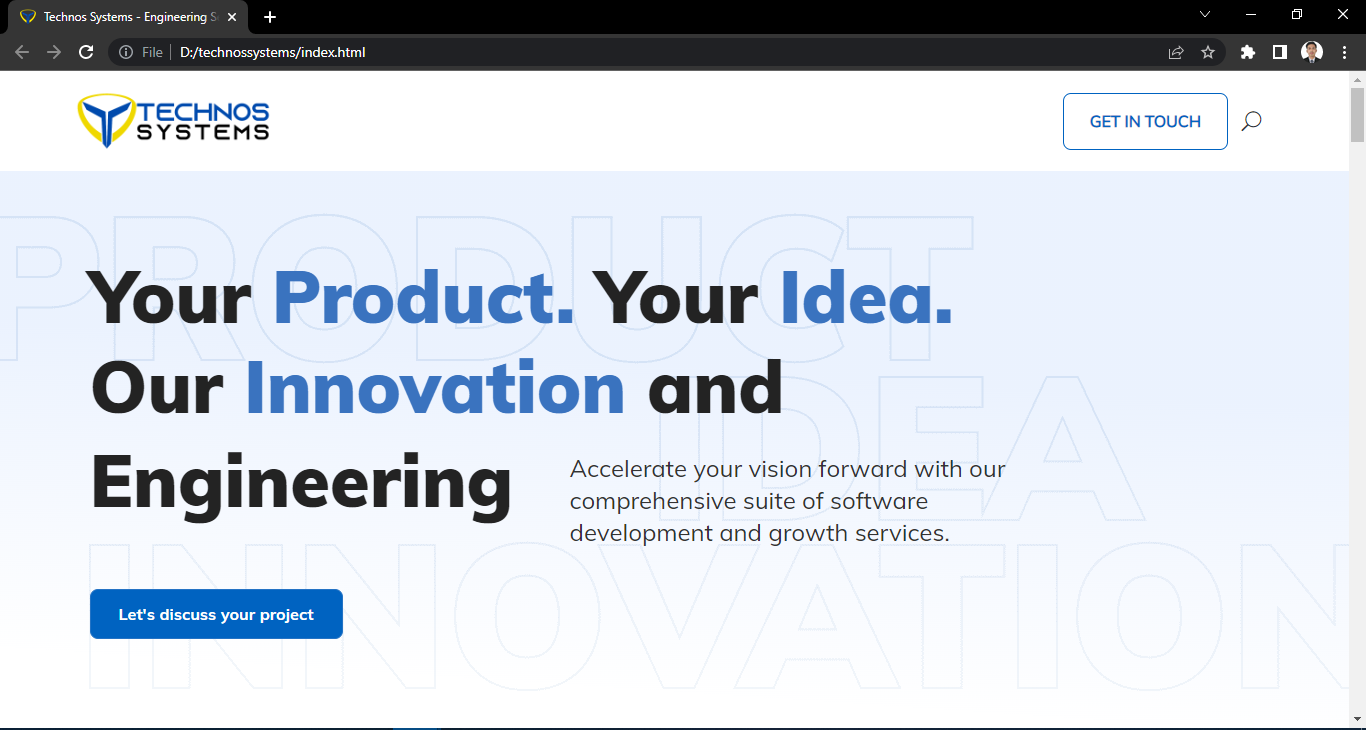 Technos Systems - Engineering S
File D:/technossystems/index.html
TECHNOS
SYSTEMS
GET IN TOUCH
PRODUCT
Your Product. Your Idea.
Our Innovation and
IDEA
Engineering
Accelerate your vision forward with our
comprehensive suite of software
development and growth services.
INNOVATION
Let's discuss your project